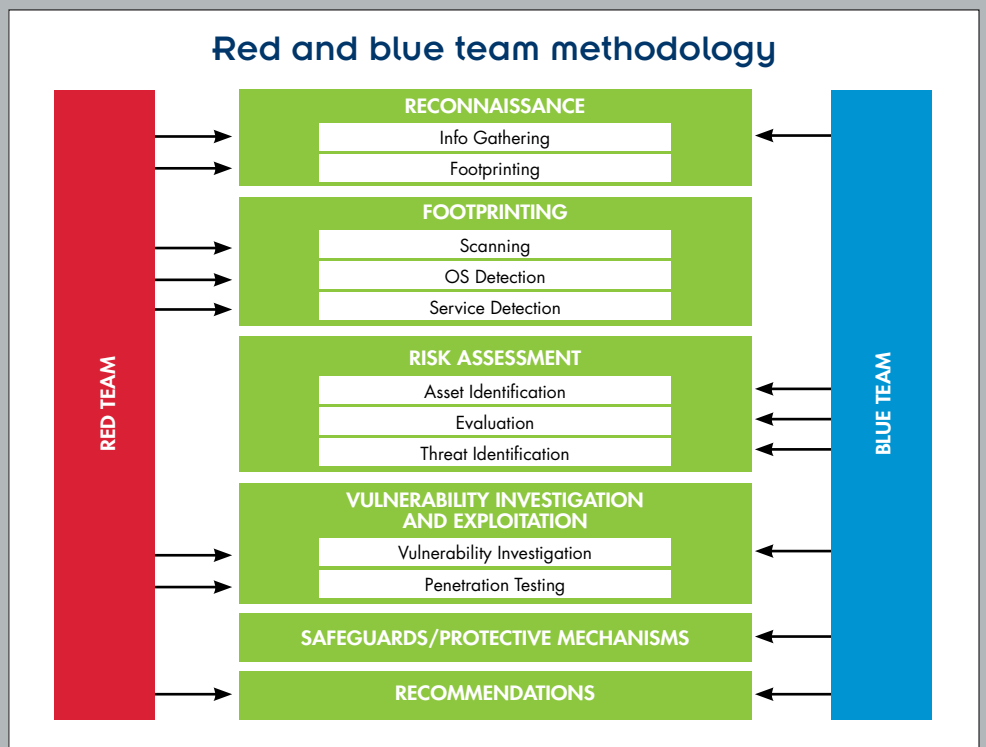 Red and blue team methodology
RED TEAM
RECONNAISSANCE
Info Gathering
Footprinting
FOOTPRINTING
Scanning
OS Detection
Service Detection
RISK ASSESSMENT
Asset Identification
Evaluation
Threat Identification
VULNERABILITY INVESTIGATION
AND EXPLOITATION
Vulnerability Investigation
Penetration Testing
SAFEGUARDS/PROTECTIVE MECHANISMS
RECOMMENDATIONS
BLUE TEAM